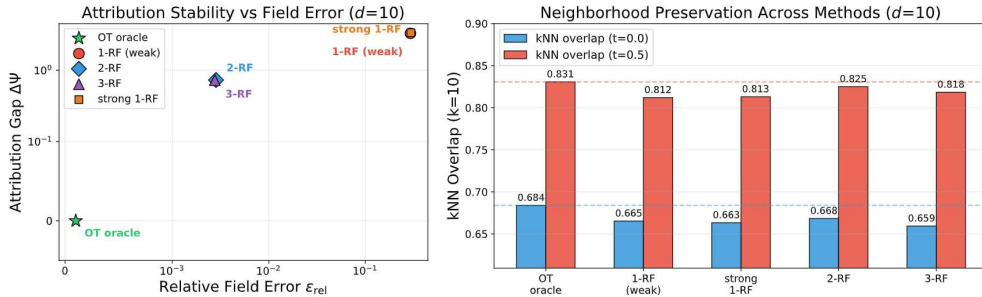 Attribution Stability vs Field Error (d=10)
Attribution Gap ΔΨ
10⁰
10⁻¹
0
OT oracle
1-RF (weak)
2-RF
3-RF
strong 1-RF
strong 1-RF
1-RF (weak)
2-RF
3-RF
OT oracle
0
10⁻³
10⁻²
10⁻¹
Relative Field Error ε_rel
Neighborhood Preservation Across Methods (d=10)
kNN Overlap (k=10)
0.90
0.85
0.80
0.75
0.70
0.65
kNN overlap (t=0.0)
kNN overlap (t=0.5)
0.684
0.831
0.665
0.812
0.663
0.813
0.668
0.825
0.659
0.818
OT
oracle
1-RF
(weak)
strong
1-RF
2-RF
3-RF